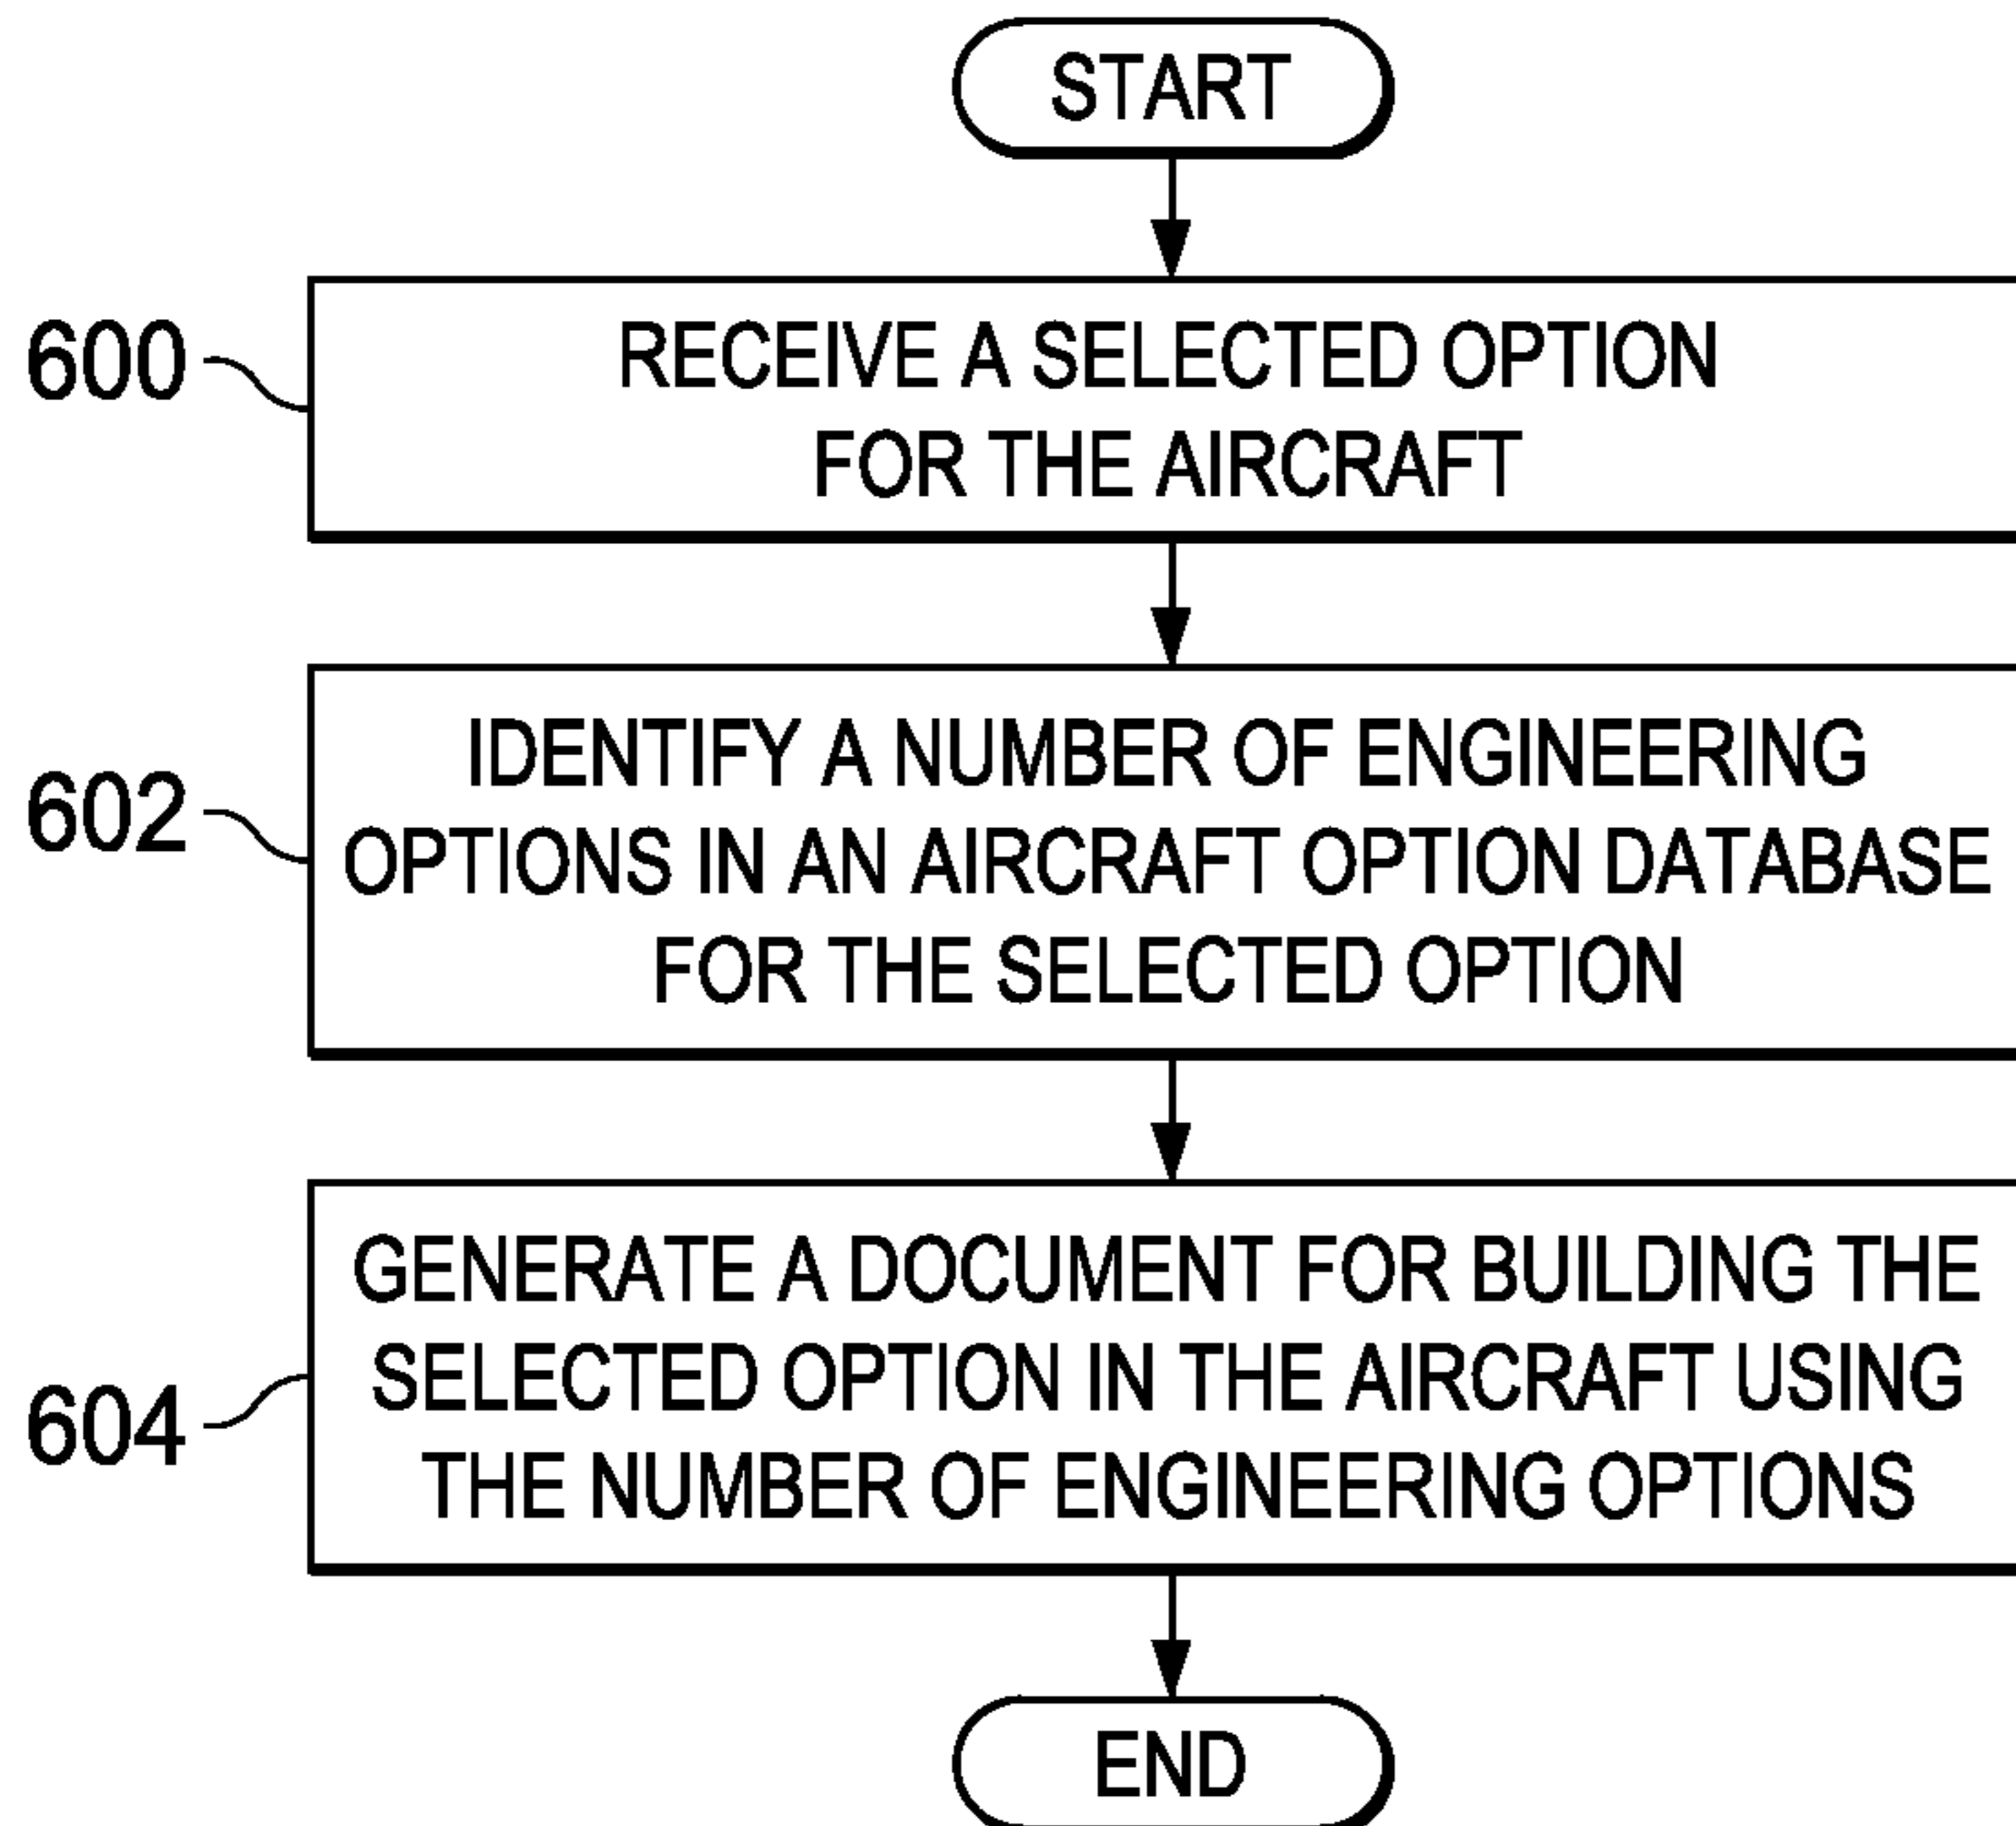 START
600
RECEIVE A SELECTED OPTION
FOR THE AIRCRAFT
602
IDENTIFY A NUMBER OF ENGINEERING
OPTIONS IN AN AIRCRAFT OPTION DATABASE
FOR THE SELECTED OPTION
604
GENERATE A DOCUMENT FOR BUILDING THE
SELECTED OPTION IN THE AIRCRAFT USING
THE NUMBER OF ENGINEERING OPTIONS
END